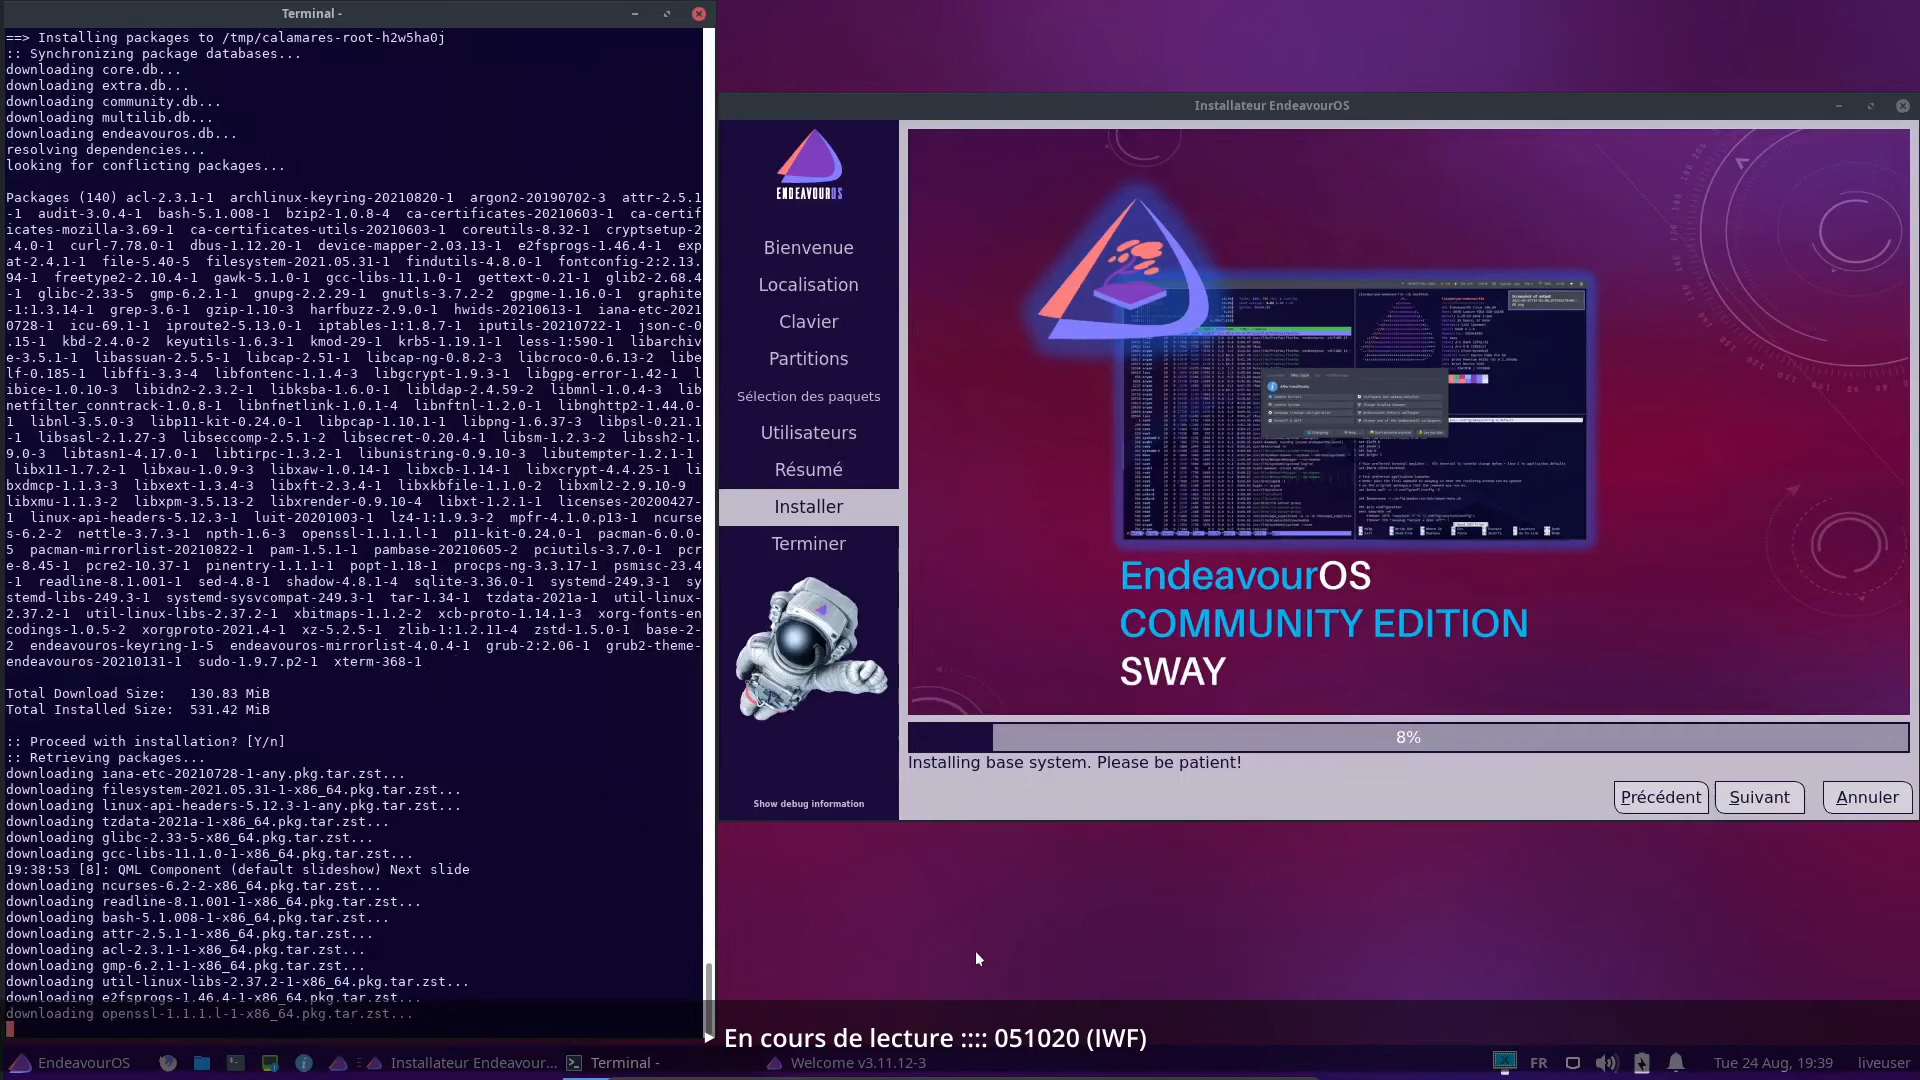 Terminal -
==> Installing packages to /tmp/calamares-root-h2w5ha0j
:: Synchronizing package databases...
downloading core.db...
downloading extra.db...
downloading community.db...
downloading multilib.db...
downloading endeavouros.db...
resolving dependencies...
looking for conflicting packages...
Packages (140) acl-2.3.1-1  archlinux-keyring-20210820-1  argon2-20190702-3  attr-2.5.1
-1  audit-3.0.4-1  bash-5.1.008-1  bzip2-1.0.8-4  ca-certificates-20210603-1  ca-certif
icates-mozilla-3.69-1  ca-certificates-utils-20210603-1  coreutils-8.32-1  cryptsetup-2
.4.0-1  curl-7.78.0-1  dbus-1.12.20-1  device-mapper-2.03.13-1  e2fsprogs-1.46.4-1  exp
at-2.4.1-1  file-5.40-5  filesystem-2021.05.31-1  findutils-4.8.0-1  fontconfig-2:2.13.
94-1  freetype2-2.10.4-1  gawk-5.1.0-1  gcc-libs-11.1.0-1  gettext-0.21-1  glib2-2.68.4
-1  glibc-2.33-5  gmp-6.2.1-1  gnupg-2.2.29-1  gnutls-3.7.2-2  gpgme-1.16.0-1  graphite
-1:1.3.14-1  grep-3.6-1  gzip-1.10-3  harfbuzz-2.9.0-1  hwids-20210613-1  iana-etc-2021
0728-1  icu-69.1-1  iproute2-5.13.0-1  iptables-1:1.8.7-1  iputils-20210722-1  json-c-0
.15-1  kbd-2.4.0-2  keyutils-1.6.3-1  kmod-29-1  krb5-1.19.1-1  less-1:590-1  libarchiv
e-3.5.1-1  libassuan-2.5.5-1  libcap-2.51-1  libcap-ng-0.8.2-3  libcroco-0.6.13-2  libe
lf-0.185-1  libffi-3.3-4  libfontenc-1.1.4-3  libgcrypt-1.9.3-1  libgpg-error-1.42-1  l
ibice-1.0.10-3  libidn2-2.3.2-1  libksba-1.6.0-1  libldap-2.4.59-2  libmnl-1.0.4-3  lib
netfilter_conntrack-1.0.8-1  libnfnetlink-1.0.1-4  libnftnl-1.2.0-1  libnghttp2-1.44.0-
1  libnl-3.5.0-3  libp11-kit-0.24.0-1  libpcap-1.10.1-1  libpng-1.6.37-3  libpsl-0.21.1
-1  libsasl-2.1.27-3  libseccomp-2.5.1-2  libsecret-0.20.4-1  libsm-1.2.3-2  libssh2-1.
9.0-3  libtasn1-4.17.0-1  libtirpc-1.3.2-1  libunistring-0.9.10-3  libutempter-1.2.1-1
libx11-1.7.2-1  libxau-1.0.9-3  libxaw-1.0.14-1  libxcb-1.14-1  libxcrypt-4.4.25-1  li
bxdmcp-1.1.3-3  libxext-1.3.4-3  libxft-2.3.4-1  libxkbfile-1.1.0-2  libxml2-2.9.10-9
libxmu-1.1.3-2  libxpm-3.5.13-2  libxrender-0.9.10-4  libxt-1.2.1-1  licenses-20200427-
1  linux-api-headers-5.12.3-1  luit-20201003-1  lz4-1:1.9.3-2  mpfr-4.1.0.p13-1  ncurse
s-6.2-2  nettle-3.7.3-1  npth-1.6-3  openssl-1.1.1.l-1  p11-kit-0.24.0-1  pacman-6.0.0-
5  pacman-mirrorlist-20210822-1  pam-1.5.1-1  pambase-20210605-2  pciutils-3.7.0-1  pcr
e-8.45-1  pcre2-10.37-1  pinentry-1.1.1-1  popt-1.18-1  procps-ng-3.3.17-1  psmisc-23.4
-1  readline-8.1.001-1  sed-4.8-1  shadow-4.8.1-4  sqlite-3.36.0-1  systemd-249.3-1  sy
stemd-libs-249.3-1  systemd-sysvcompat-249.3-1  tar-1.34-1  tzdata-2021a-1  util-linux-
2.37.2-1  util-linux-libs-2.37.2-1  xbitmaps-1.1.2-2  xcb-proto-1.14.1-3  xorg-fonts-en
codings-1.0.5-2  xorgproto-2021.4-1  xz-5.2.5-1  zlib-1:1.2.11-4  zstd-1.5.0-1  base-2-
2  endeavouros-keyring-1-5  endeavouros-mirrorlist-4.0.4-1  grub-2:2.06-1  grub2-theme-
endeavouros-20210131-1  sudo-1.9.7.p2-1  xterm-368-1
Total Download Size:   130.83 MiB
Total Installed Size:  531.42 MiB
:: Proceed with installation? [Y/n]
:: Retrieving packages...
downloading iana-etc-20210728-1-any.pkg.tar.zst...
downloading filesystem-2021.05.31-1-x86_64.pkg.tar.zst...
downloading linux-api-headers-5.12.3-1-any.pkg.tar.zst...
downloading tzdata-2021a-1-x86_64.pkg.tar.zst...
downloading glibc-2.33-5-x86_64.pkg.tar.zst...
downloading gcc-libs-11.1.0-1-x86_64.pkg.tar.zst...
19:38:53 [8]: QML Component (default slideshow) Next slide
downloading ncurses-6.2-2-x86_64.pkg.tar.zst...
downloading readline-8.1.001-1-x86_64.pkg.tar.zst...
downloading bash-5.1.008-1-x86_64.pkg.tar.zst...
downloading attr-2.5.1-1-x86_64.pkg.tar.zst...
downloading acl-2.3.1-1-x86_64.pkg.tar.zst...
downloading gmp-6.2.1-1-x86_64.pkg.tar.zst...
downloading util-linux-libs-2.37.2-1-x86_64.pkg.tar.zst...
downloading e2fsprogs-1.46.4-1-x86_64.pkg.tar.zst...
downloading openssl-1.1.1.l-1-x86_64.pkg.tar.zst...
Installateur EndeavourOS
ENDEAVOUROS
Bienvenue
Localisation
Clavier
Partitions
Sélection des paquets
Utilisateurs
Résumé
Installer
Terminer
Show debug information
EndeavourOS
COMMUNITY EDITION
SWAY
8%
Installing base system. Please be patient!
Précédent
Suivant
Annuler
En cours de lecture :::: 051020 (IWF)
EndeavourOS
Installateur Endeavour...
Terminal -
Welcome v3.11.12-3
FR
Tue 24 Aug, 19:39
liveuser